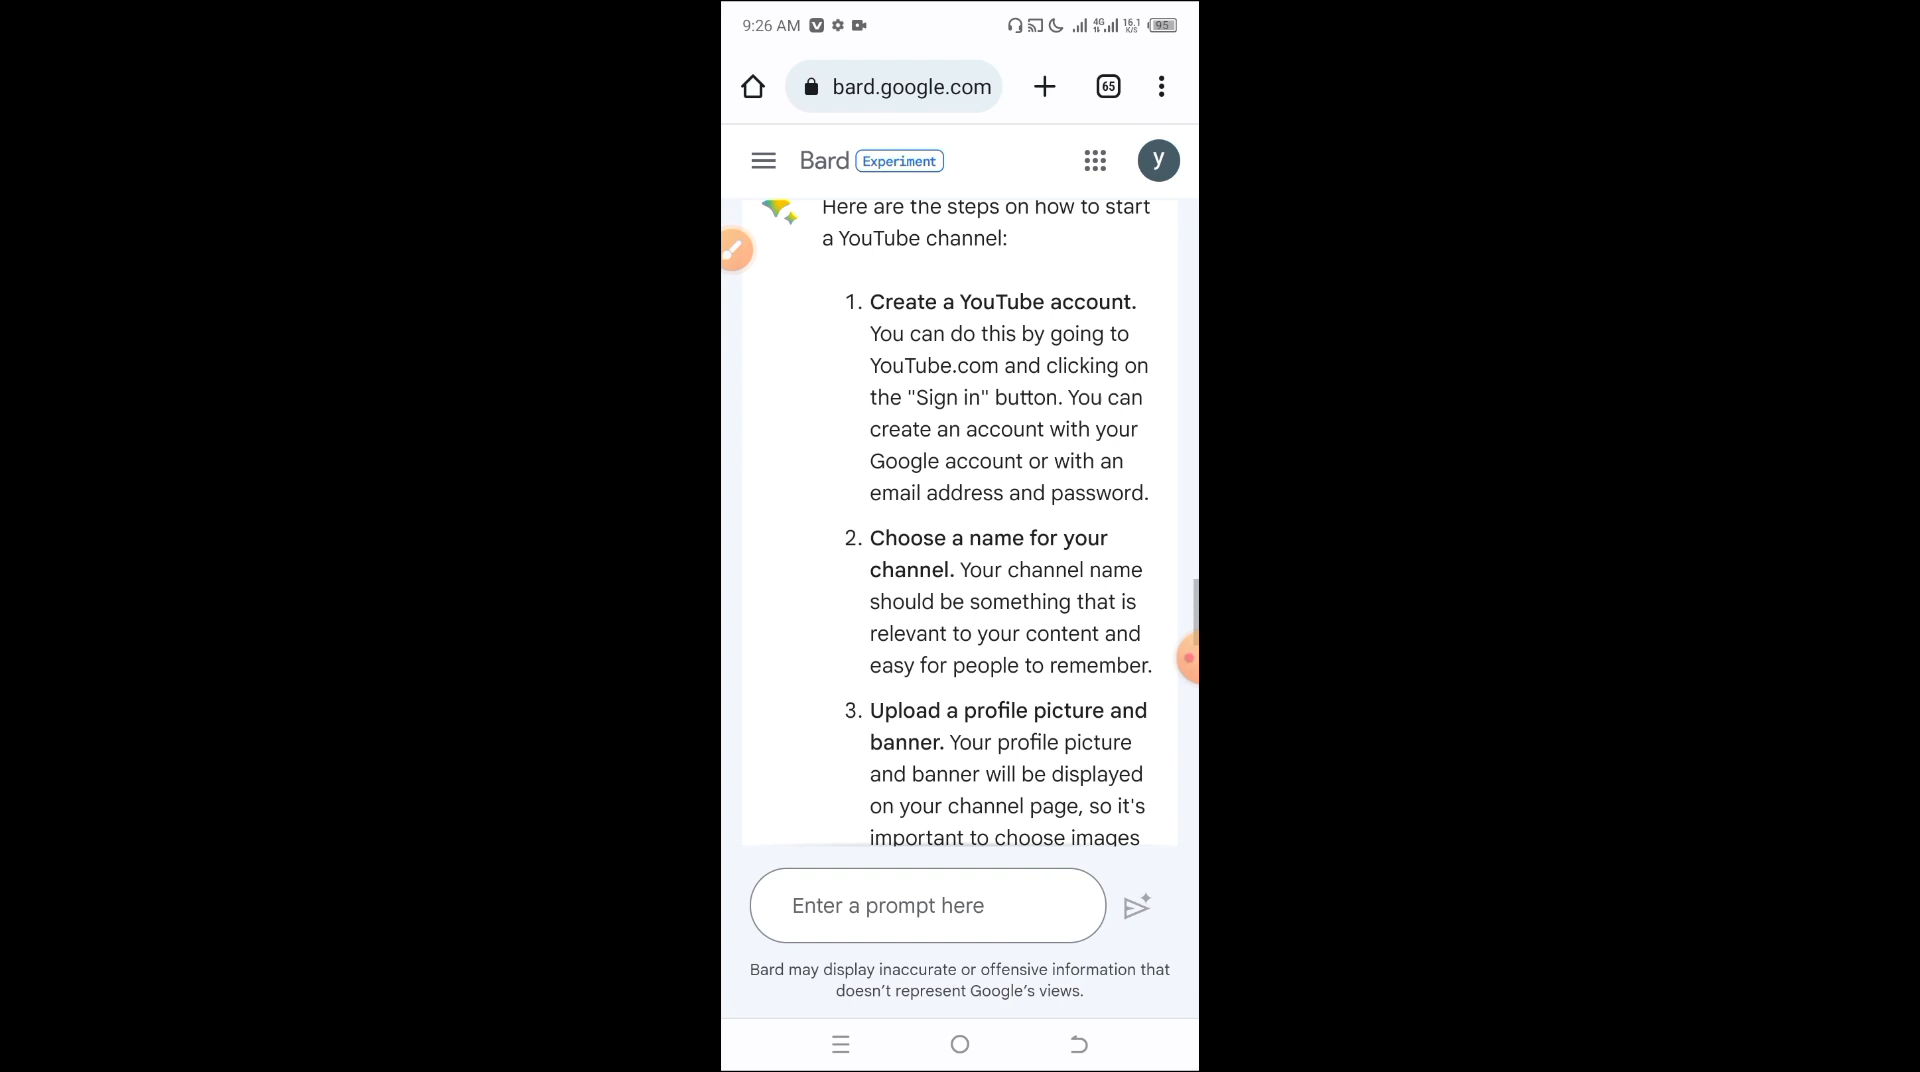 9:26 AM 4G 16.1 K/S 95
bard.google.com 65
Bard Experiment y
Here are the steps on how to start
a YouTube channel:
1. Create a YouTube account.
You can do this by going to
YouTube.com and clicking on
the "Sign in" button. You can
create an account with your
Google account or with an
email address and password.
2. Choose a name for your
channel. Your channel name
should be something that is
relevant to your content and
easy for people to remember.
3. Upload a profile picture and
banner. Your profile picture
and banner will be displayed
on your channel page, so it's
important to choose images
Enter a prompt here
Bard may display inaccurate or offensive information that
doesn’t represent Google’s views.